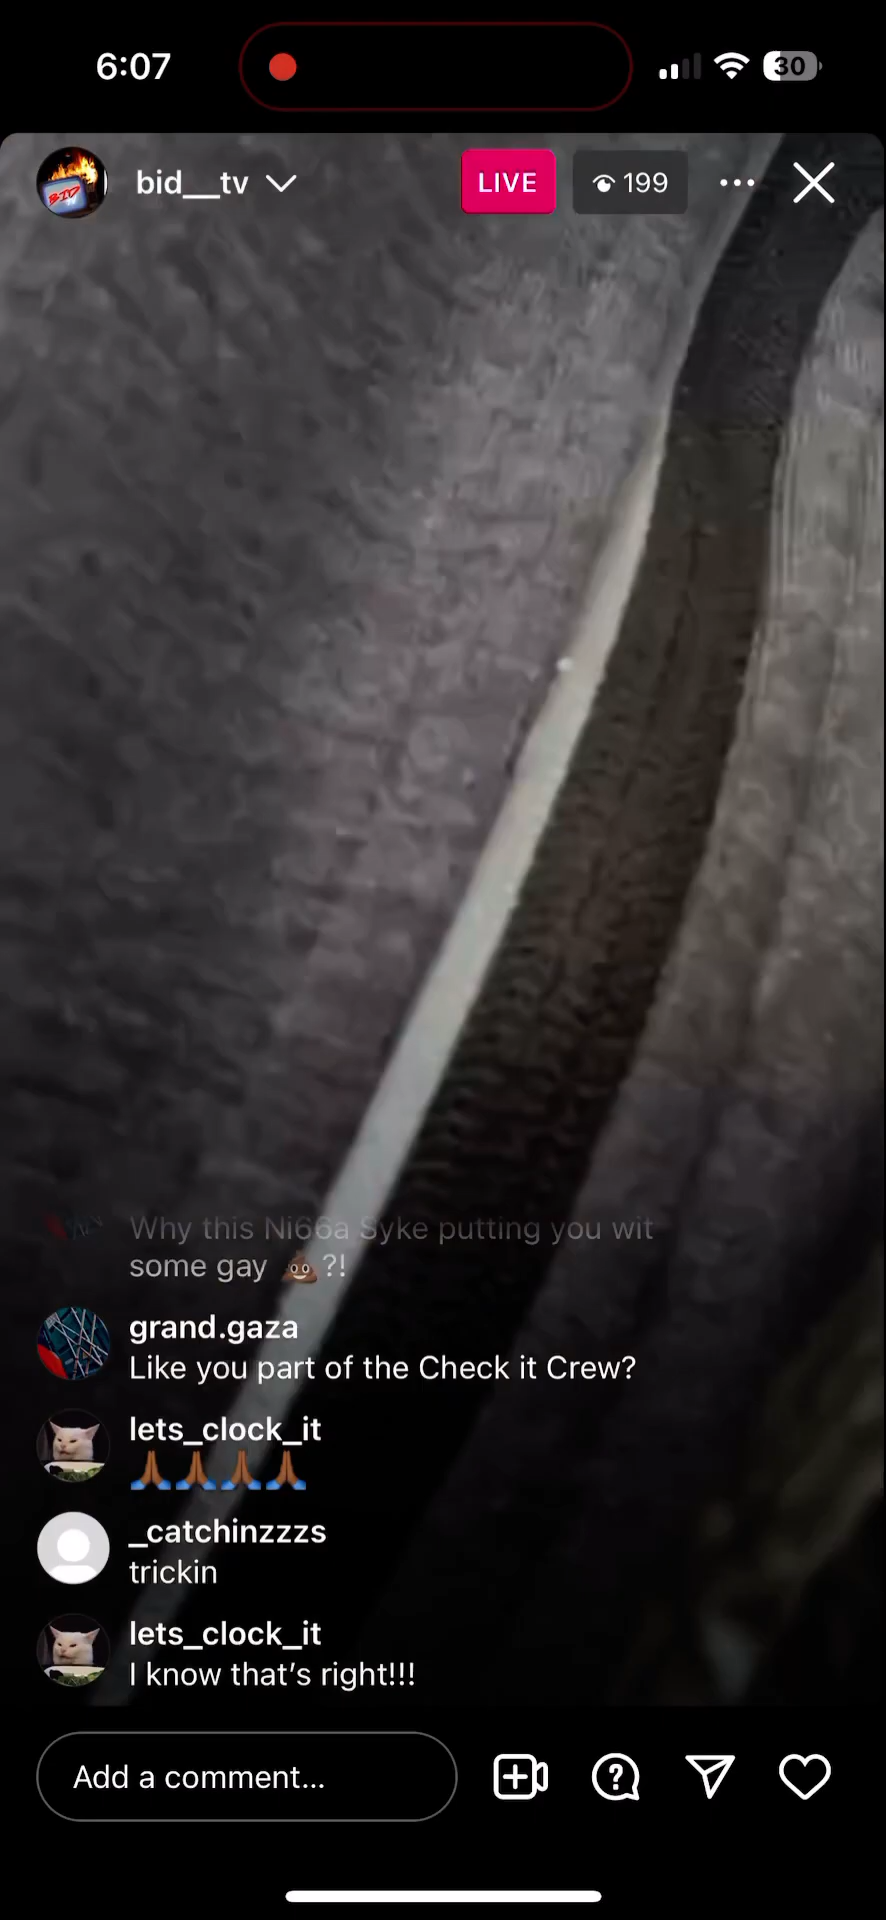 6:07
30
bid__tv
LIVE
199
BID
Why this Ni66a Syke putting you wit
some gay 💩?!
grand.gaza
Like you part of the Check it Crew?
lets_clock_it
🙏🏾🙏🏾🙏🏾🙏🏾
_catchinzzzs
trickin
lets_clock_it
I know that’s right!!!
Add a comment...